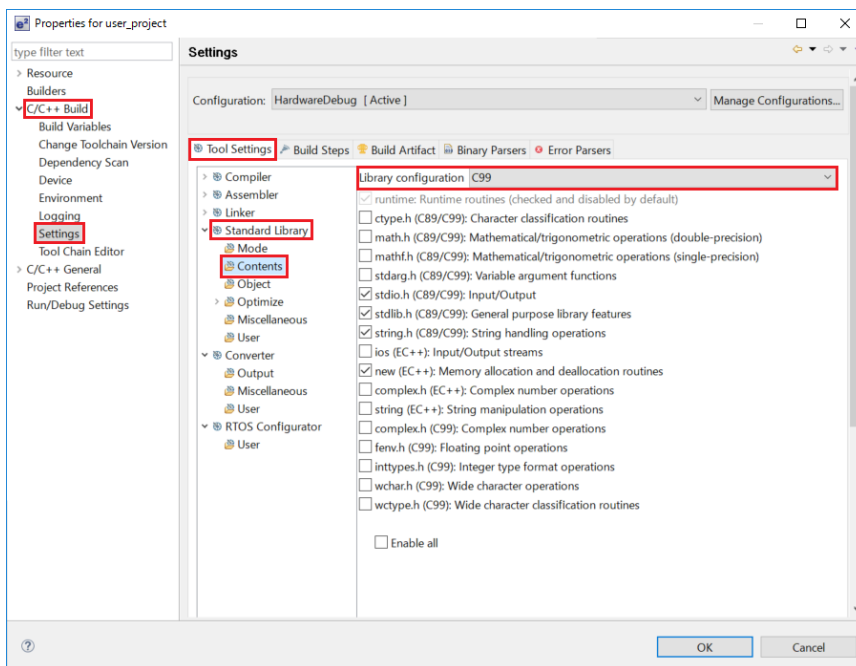 e² Properties for user_project
type filter text
Settings
Resource
Builders
C/C++ Build
Build Variables
Change Toolchain Version
Dependency Scan
Device
Environment
Logging
Settings
Tool Chain Editor
C/C++ General
Project References
Run/Debug Settings
Configuration: HardwareDebug [ Active ] Manage Configurations...
Tool Settings Build Steps Build Artifact Binary Parsers Error Parsers
Compiler
Assembler
Linker
Standard Library
Mode
Contents
Object
Optimize
Miscellaneous
User
Converter
Output
Miscellaneous
User
RTOS Configurator
User
Library configuration C99
runtime: Runtime routines (checked and disabled by default)
ctype.h (C89/C99): Character classification routines
math.h (C89/C99): Mathematical/trigonometric operations (double-precision)
mathf.h (C89/C99): Mathematical/trigonometric operations (single-precision)
stdarg.h (C89/C99): Variable argument functions
stdio.h (C89/C99): Input/Output
stdlib.h (C89/C99): General purpose library features
string.h (C89/C99): String handling operations
ios (EC++): Input/Output streams
new (EC++): Memory allocation and deallocation routines
complex.h (EC++): Complex number operations
string (EC++): String manipulation operations
complex.h (C99): Complex number operations
fenv.h (C99): Floating point operations
inttypes.h (C99): Integer type format operations
wchar.h (C99): Wide character operations
wctype.h (C99): Wide character classification routines
Enable all
OK Cancel